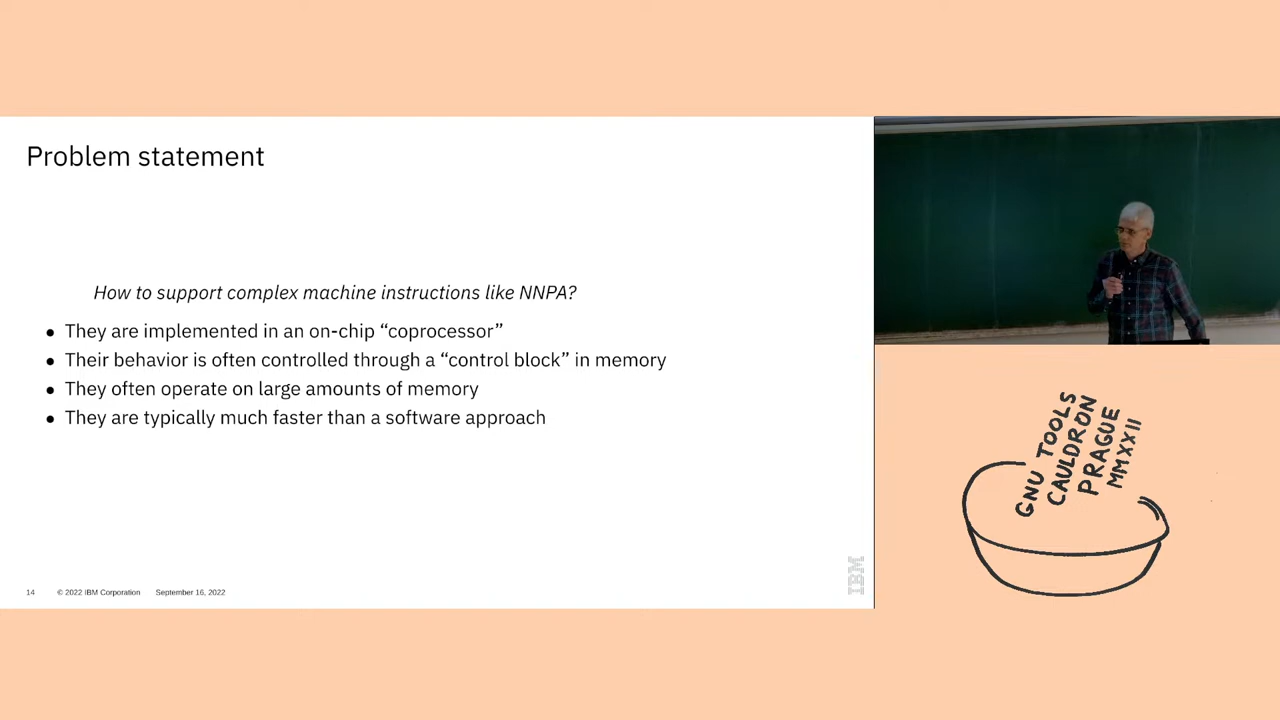 Problem statement
How to support complex machine instructions like NNPA?
● They are implemented in an on-chip “coprocessor”
● Their behavior is often controlled through a “control block” in memory
● They often operate on large amounts of memory
● They are typically much faster than a software approach
14 © 2022 IBM Corporation September 16, 2022
IBM
GNU TOOLS
CAULDRON
PRAGUE
MMXXII